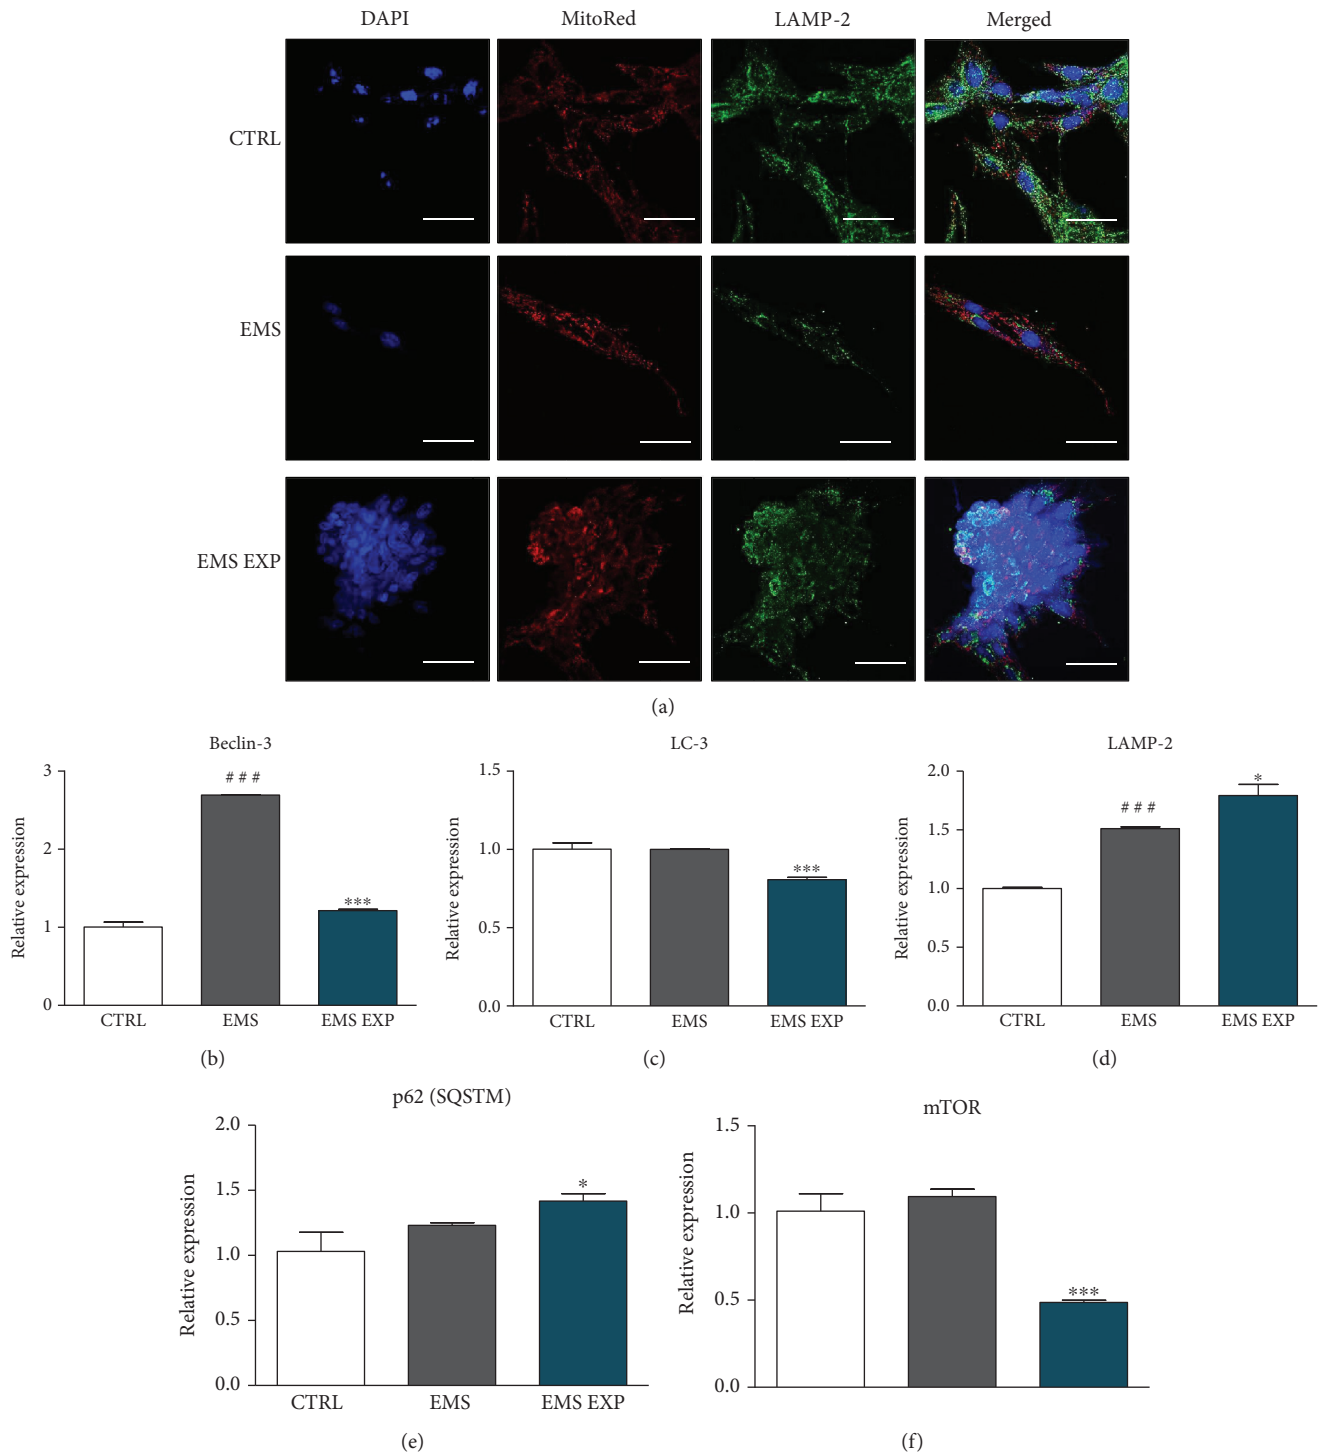 DAPI MitoRed LAMP-2 Merged
CTRL
EMS
EMS EXP
(a)
Beclin-3
3
2
1
0
Relative expression
# # #
***
CTRL EMS EMS EXP
(b)
LC-3
1.5
1.0
0.5
0.0
Relative expression
***
CTRL EMS EMS EXP
(c)
LAMP-2
2.0
1.5
1.0
0.5
0.0
Relative expression
# # #
*
CTRL EMS EMS EXP
(d)
p62 (SQSTM)
2.0
1.5
1.0
0.5
0.0
Relative expression
*
CTRL EMS EMS EXP
(e)
mTOR
1.5
1.0
0.5
0.0
Relative expression
***
(f)